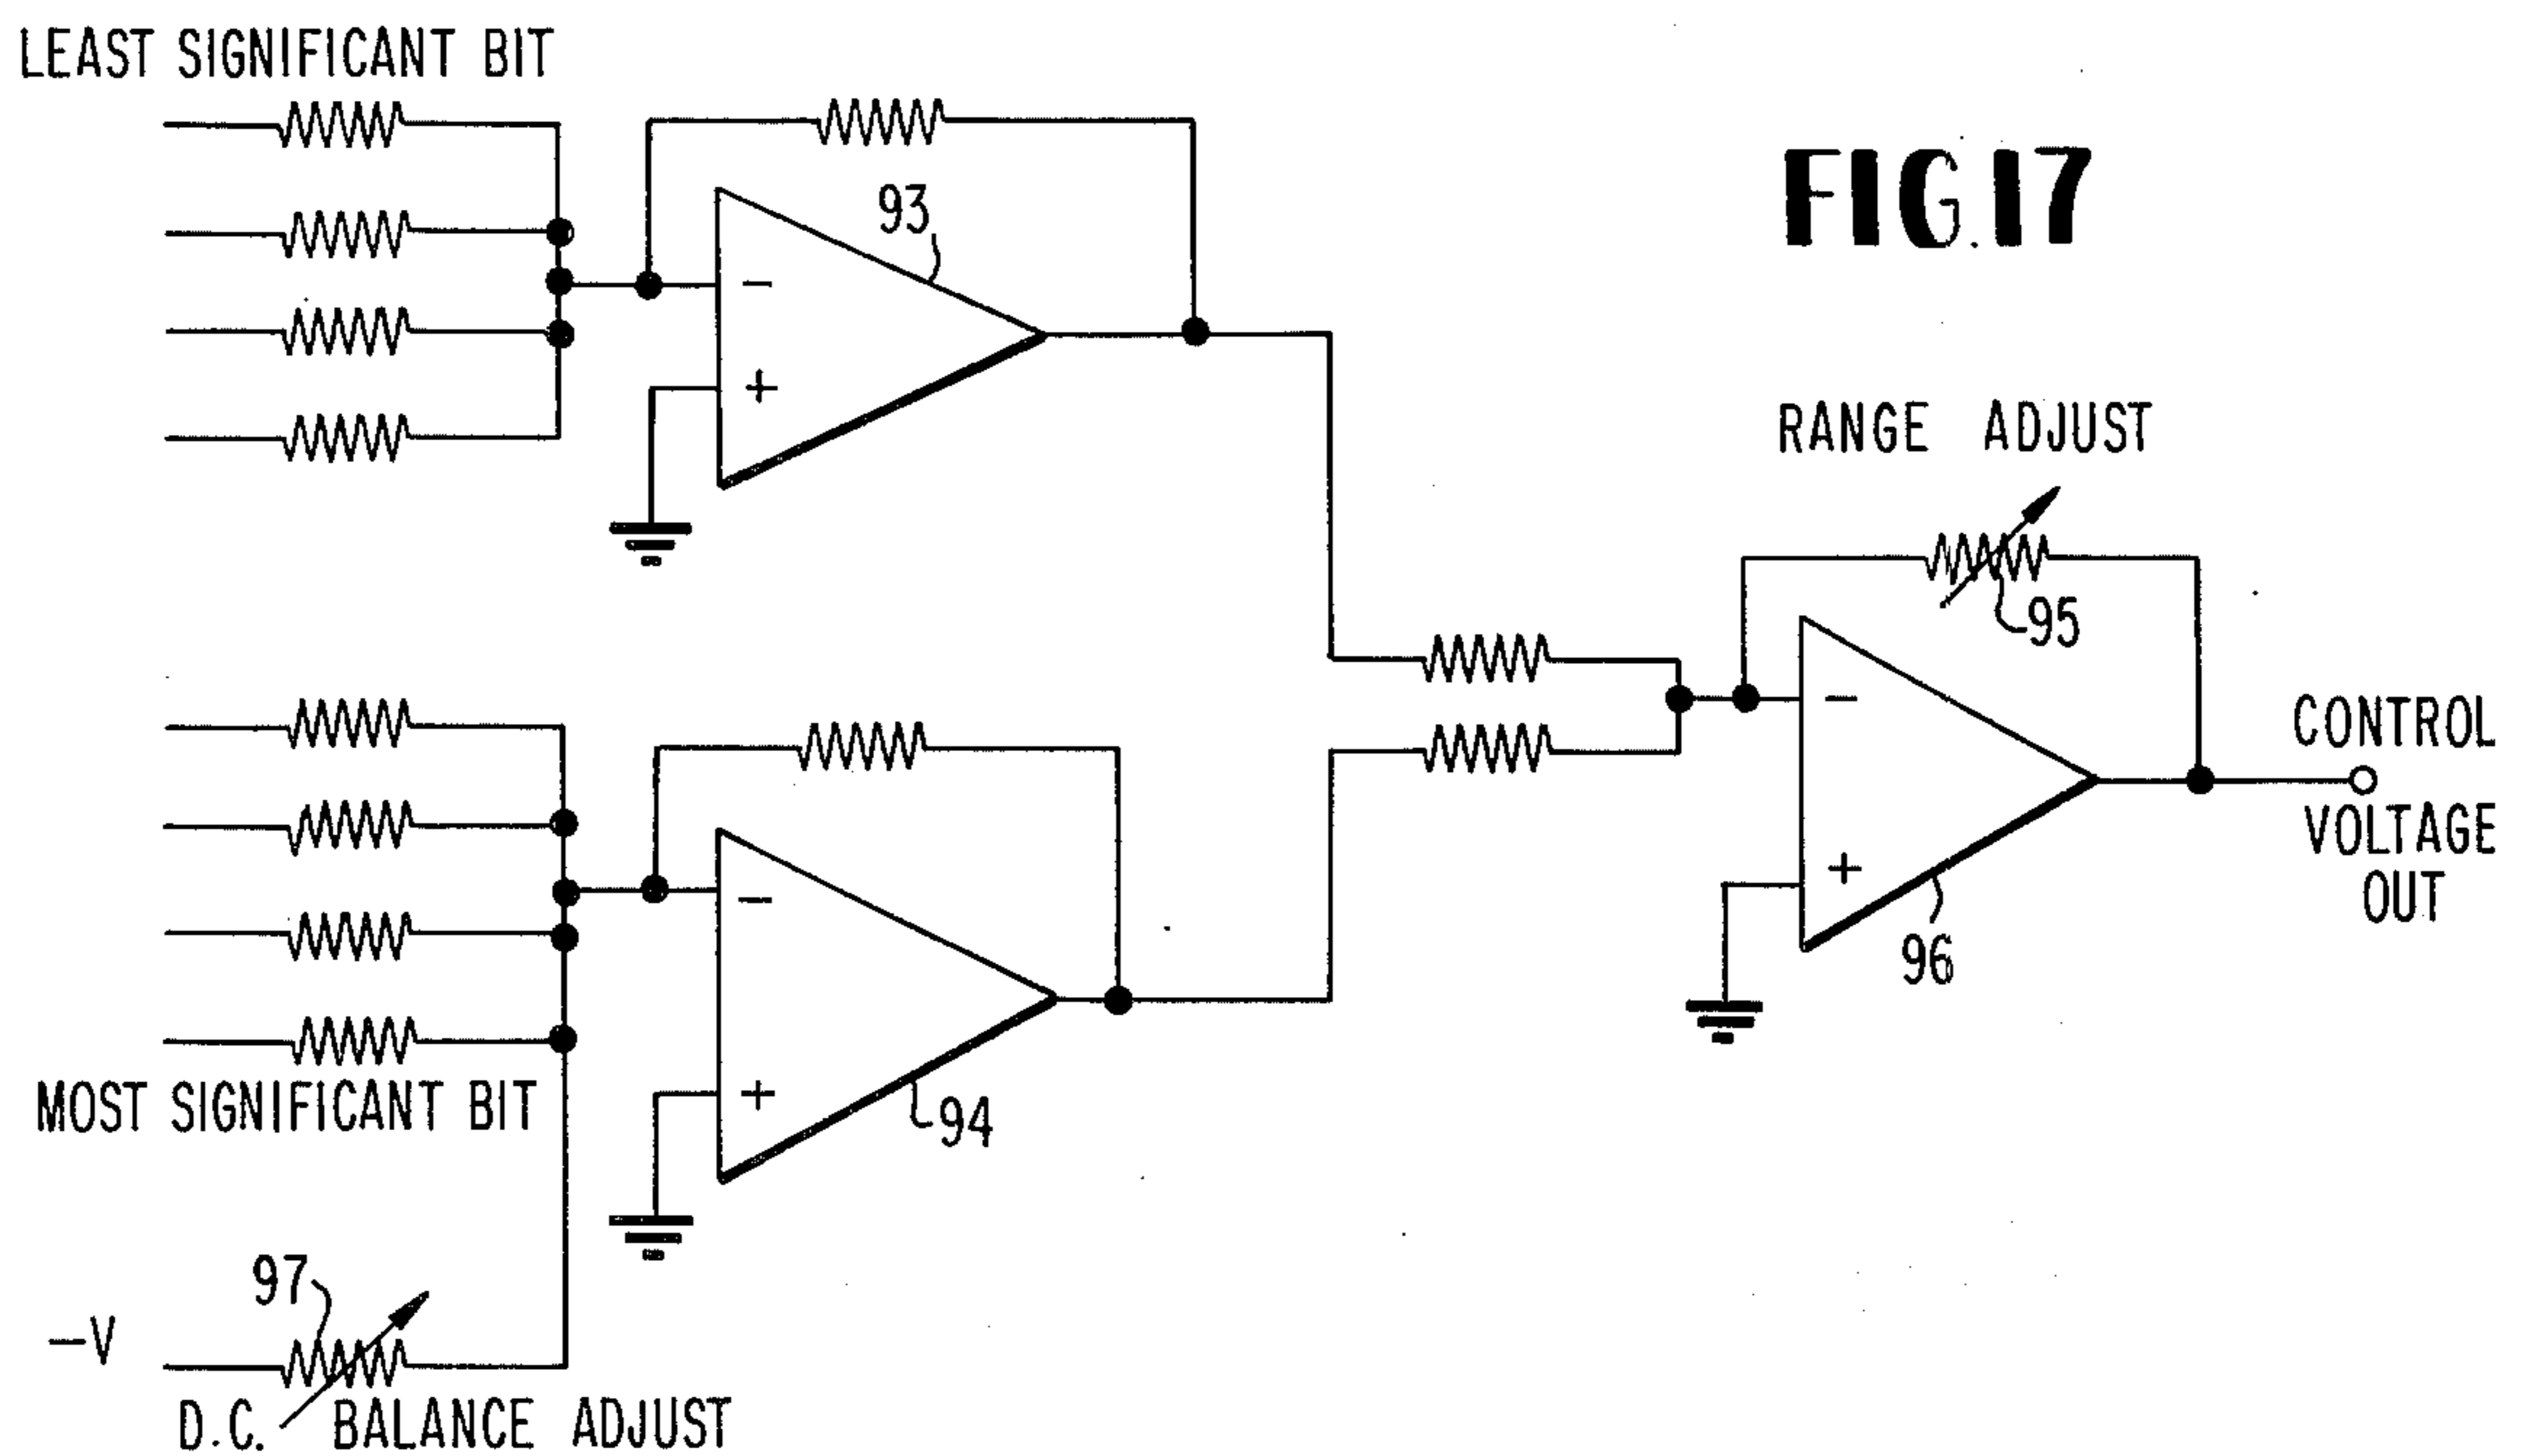 LEAST SIGNIFICANT BIT
FIG.17
93
−
+
RANGE ADJUST
95
−
+
96
CONTROL
VOLTAGE
OUT
−
+
94
MOST SIGNIFICANT BIT
97
−V
D.C. BALANCE ADJUST